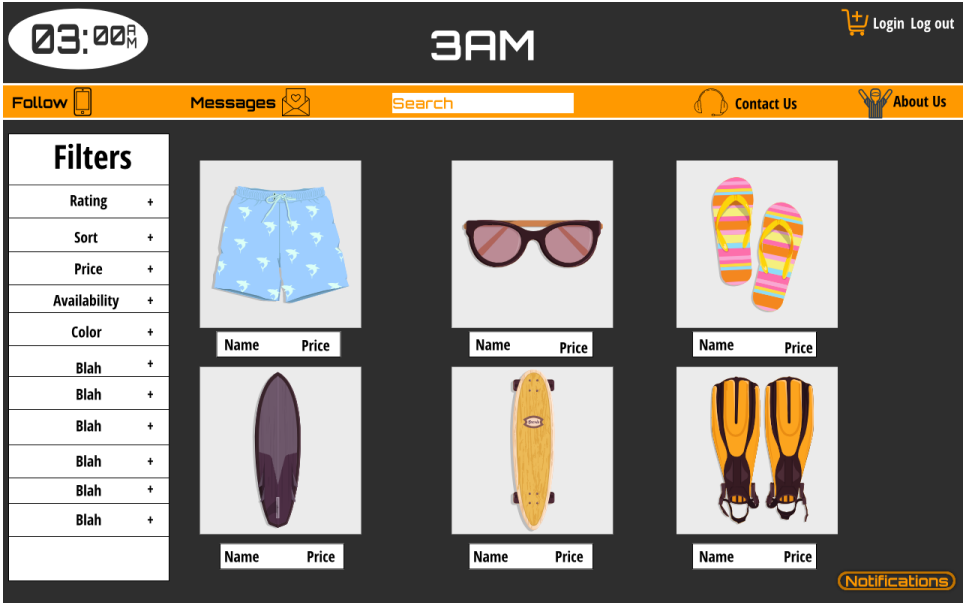 03:00AM
3AM
Login Log out
Follow
Messages
Search
Contact Us
About Us
Filters
Rating +
Sort +
Price +
Availability +
Color +
Blah +
Blah +
Blah +
Blah +
Blah +
Blah +
Name Price
Name Price
Name Price
Name Price
Name Price
Name Price
Notifications